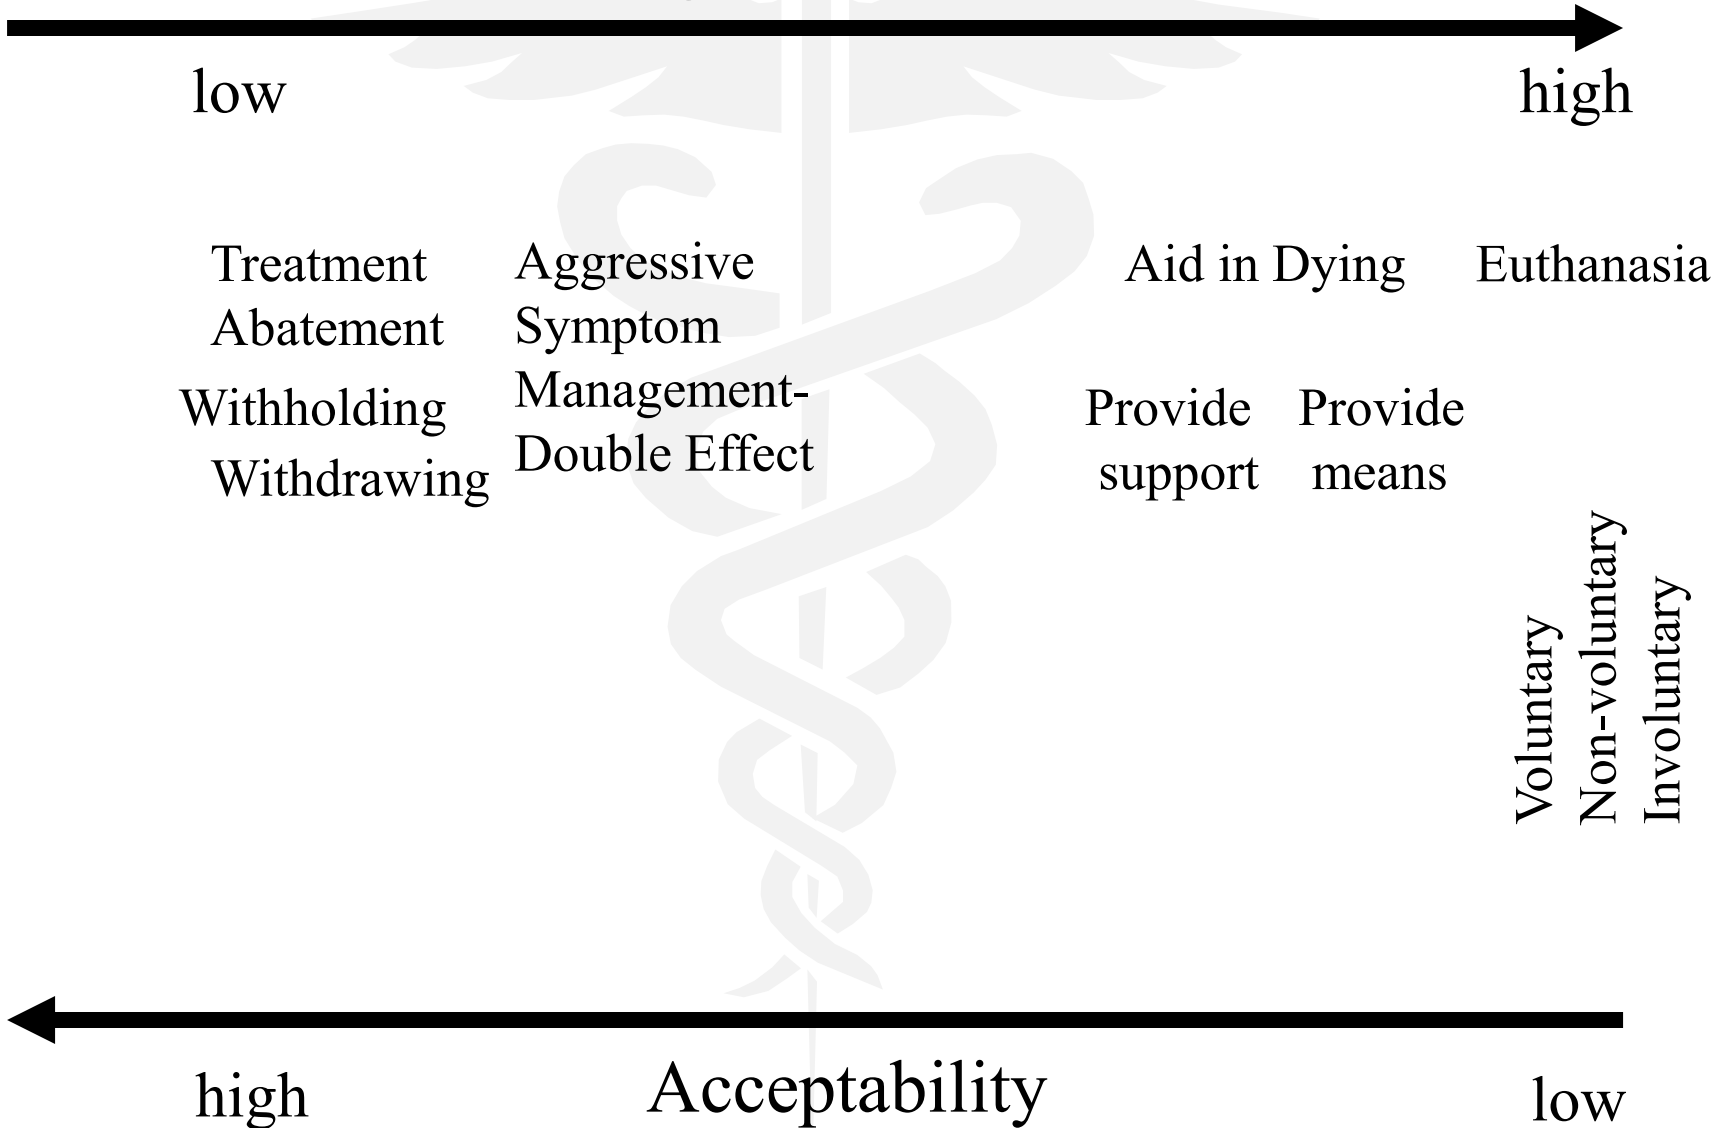 low high
Treatment
Abatement
Withholding
Withdrawing
Aggressive
Symptom
Management-
Double Effect
Aid in Dying
Provide
support
Provide
means
Euthanasia
Voluntary
Non-voluntary
Involuntary
high Acceptability low